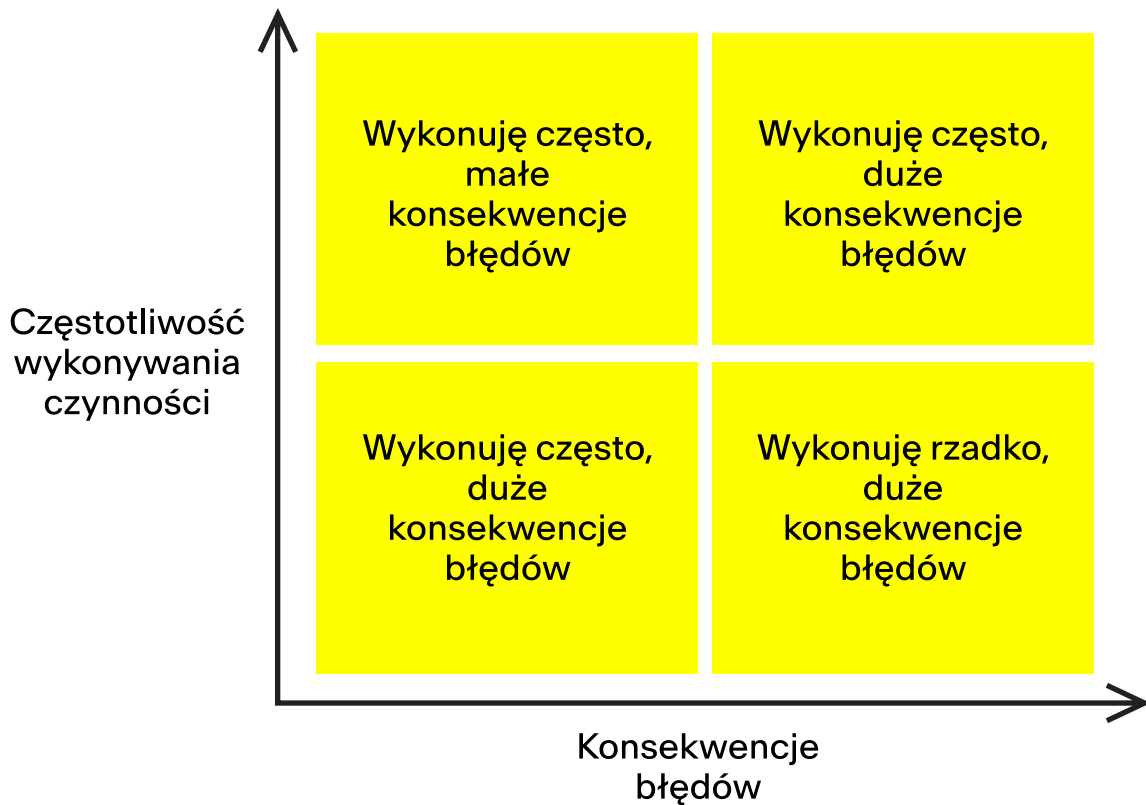 Wykonuję często,
małe
konsekwencje
błędów
Wykonuję często,
duże
konsekwencje
błędów
Częstotliwość
wykonywania
czynności
Wykonuję często,
duże
konsekwencje
błędów
Wykonuję rzadko,
duże
konsekwencje
błędów
Konsekwencje
błędów